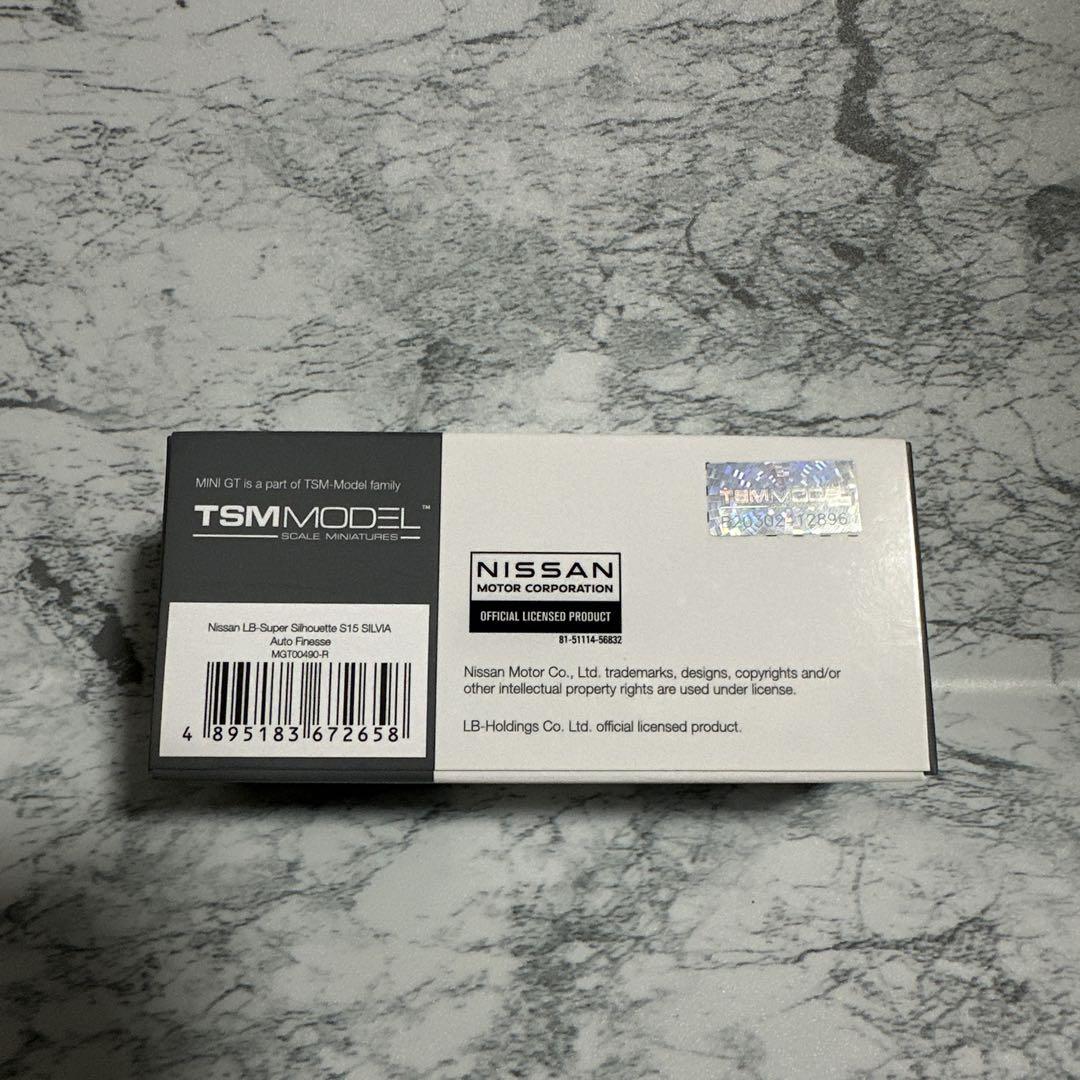 MINI GT is a part of TSM-Model family
TSMMODEL™
SCALE MINIATURES
Nissan LB-Super Silhouette S15 SILVIA
Auto Finesse
MGT00490-R
4 895183 672658
TSMMODEL
NISSAN
MOTOR CORPORATION
OFFICIAL LICENSED PRODUCT
81-51114-56832
Nissan Motor Co., Ltd. trademarks, designs, copyrights and/or
other intellectual property rights are used under license.
LB-Holdings Co. Ltd. official licensed product.